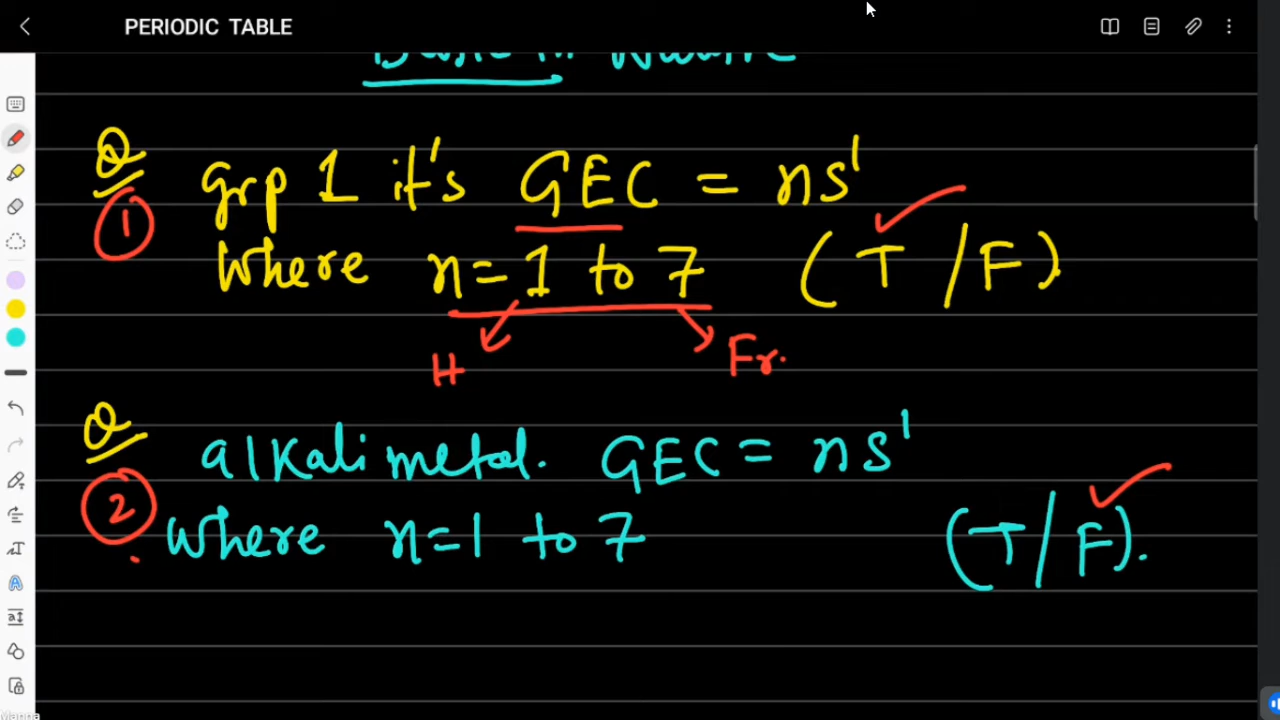 PERIODIC TABLE
Q grp 1 it's GEC = ns¹
① Where n=1 to 7 (T/F)
H Fr.
Q alkali metal. GEC = ns¹
② Where n=1 to 7 (T/F).